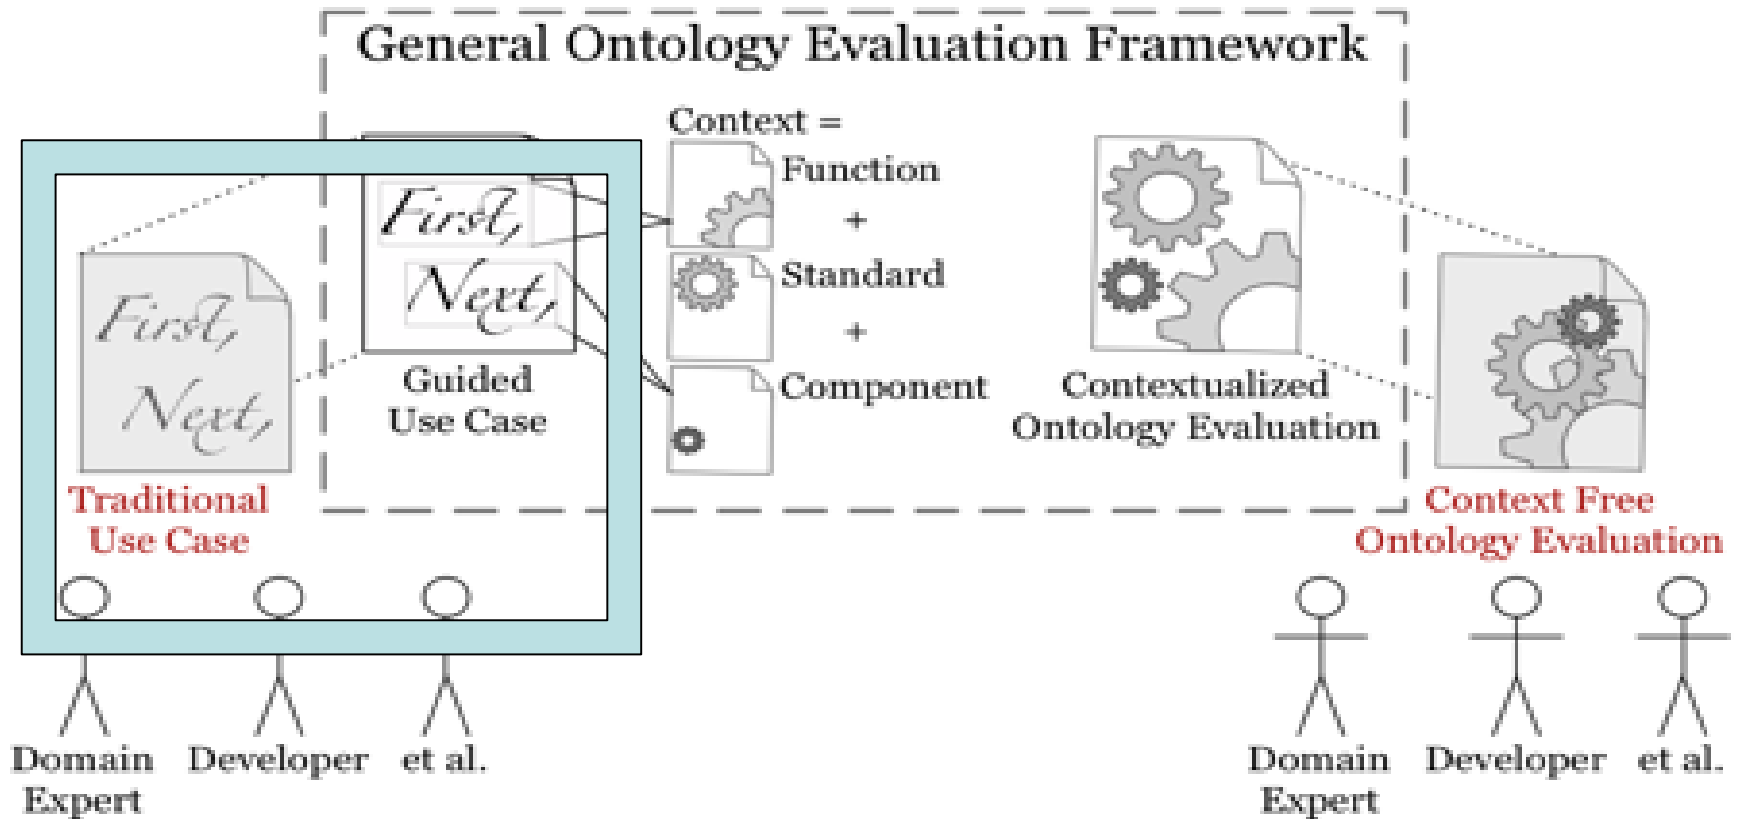 General Ontology Evaluation Framework
Context =
Function
+
Standard
+
Component
First,
Next,
Guided
Use Case
First,
Next,
Traditional
Use Case
Contextualized
Ontology Evaluation
Context Free
Ontology Evaluation
Domain
Expert
Developer
et al.
Domain
Expert
Developer
et al.